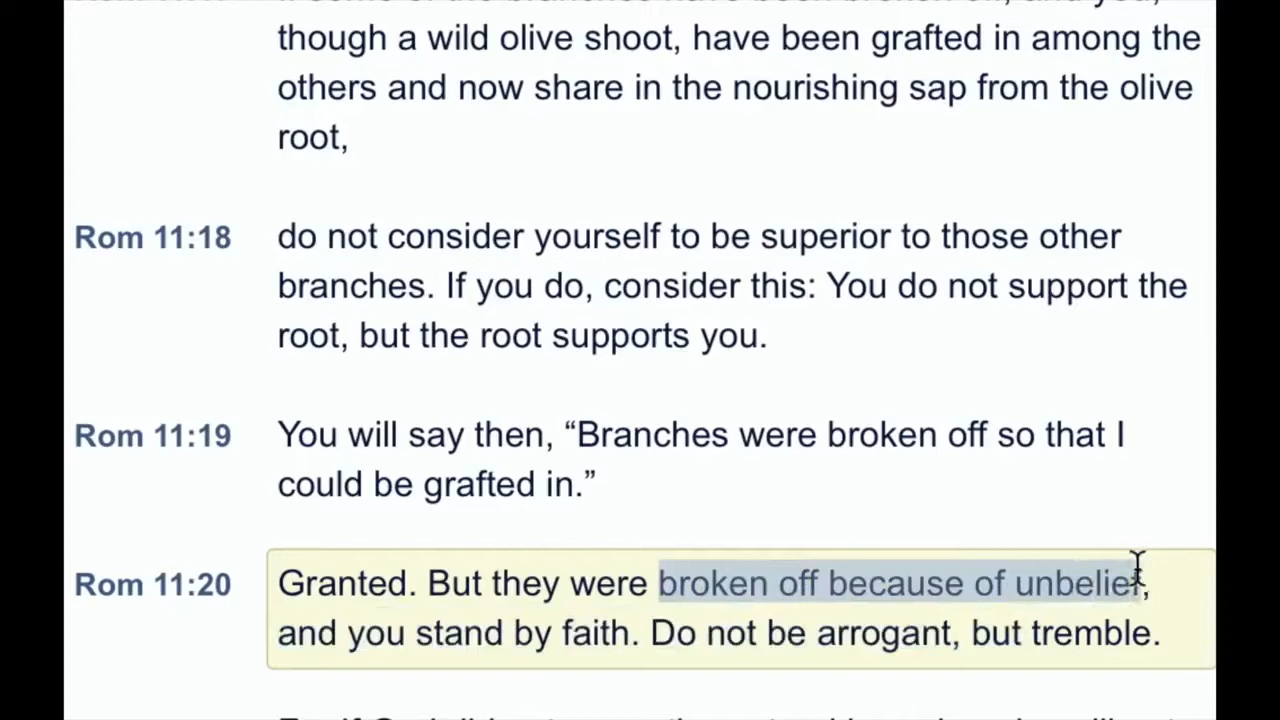 though a wild olive shoot, have been grafted in among the
others and now share in the nourishing sap from the olive
root,
Rom 11:18 do not consider yourself to be superior to those other
branches. If you do, consider this: You do not support the
root, but the root supports you.
Rom 11:19 You will say then, “Branches were broken off so that I
could be grafted in.”
Rom 11:20 Granted. But they were broken off because of unbelief,
and you stand by faith. Do not be arrogant, but tremble.